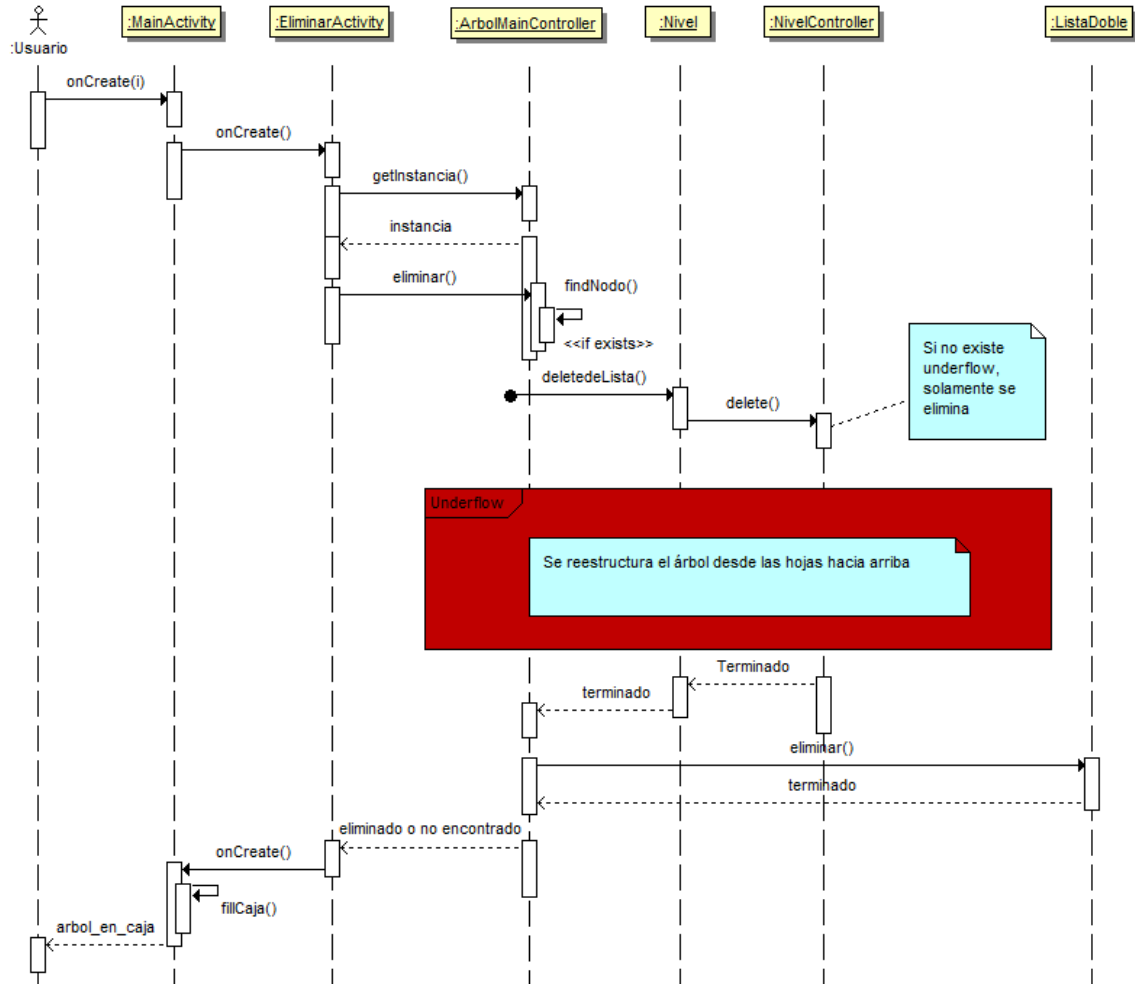 :Usuario
:MainActivity
:EliminarActivity
:ArbolMainController
:Nivel
:NivelController
:ListaDoble
onCreate(i)
onCreate()
getInstancia()
instancia
eliminar()
findNodo()
<<if exists>>
Si no existe
underflow,
solamente se
elimina
deletedeLista()
delete()
Underflow
Se reestructura el árbol desde las hojas hacia arriba
Terminado
terminado
eliminar()
terminado
eliminado o no encontrado
onCreate()
fillCaja()
arbol_en_caja